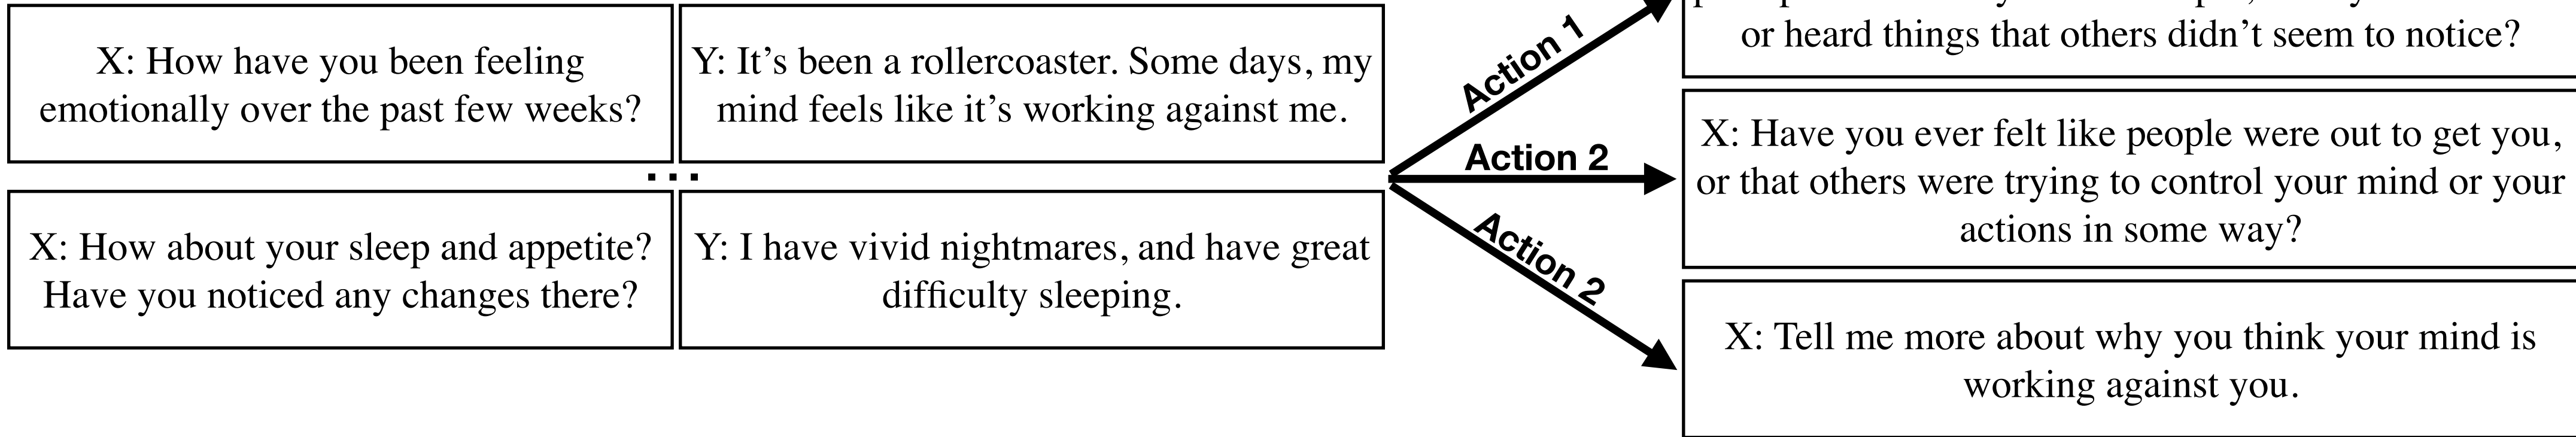 X: How have you been feeling
emotionally over the past few weeks?
Y: It's been a rollercoaster. Some days, my
mind feels like it's working against me.
...
X: How about your sleep and appetite?
Have you noticed any changes there?
Y: I have vivid nightmares, and have great
difficulty sleeping.
Action 1
Action 2
Action 2
or heard things that others didn't seem to notice?
X: Have you ever felt like people were out to get you,
or that others were trying to control your mind or your
actions in some way?
X: Tell me more about why you think your mind is
working against you.